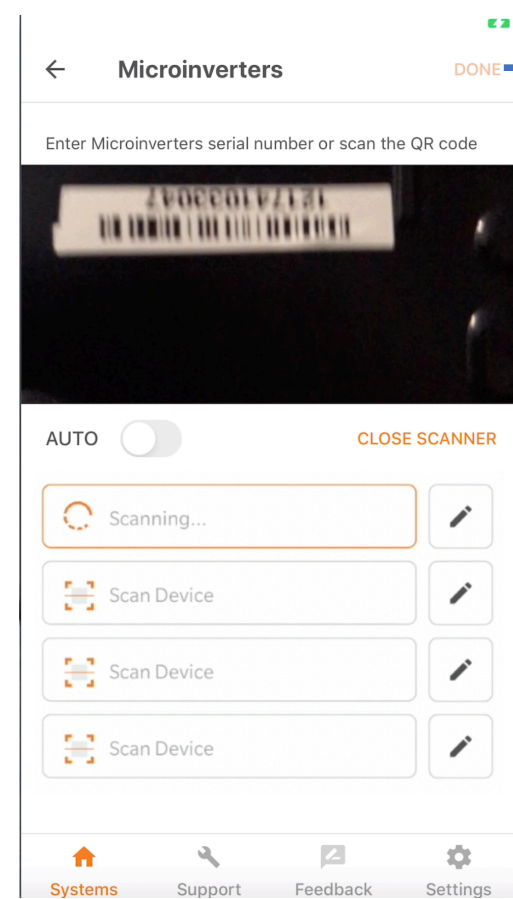 Microinverters
DONE
Enter Microinverters serial number or scan the QR code
121741033047
AUTO
CLOSE SCANNER
Scanning...
Scan Device
Scan Device
Scan Device
Systems
Support
Feedback
Settings